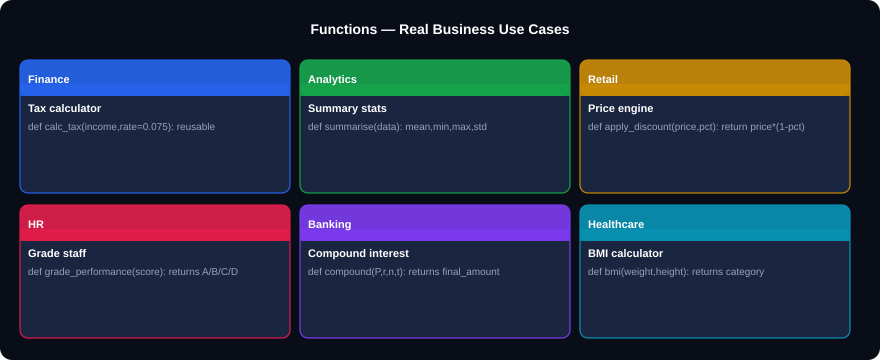 Functions — Real Business Use Cases
Finance
Tax calculator
def calc_tax(income,rate=0.075): reusable
Analytics
Summary stats
def summarise(data): mean,min,max,std
Retail
Price engine
def apply_discount(price,pct): return price*(1-pct)
HR
Grade staff
def grade_performance(score): returns A/B/C/D
Banking
Compound interest
def compound(P,r,n,t): returns final_amount
Healthcare
BMI calculator
def bmi(weight,height): returns category